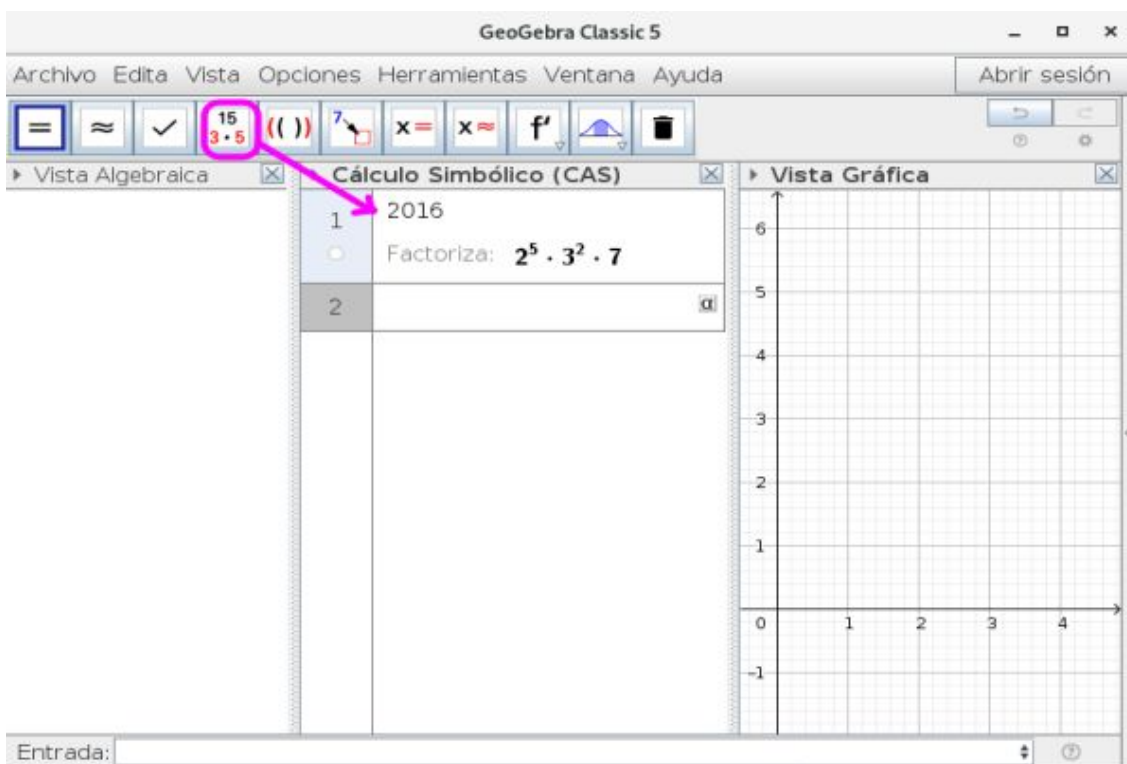 GeoGebra Classic 5
Archivo Edita Vista Opciones Herramientas Ventana Ayuda Abrir sesión
= ≈ ✓ 15 3·5 (( )) 7 x= x≈ f′
Vista Algebraica
Cálculo Simbólico (CAS)
1
2016
Factoriza: 2⁵ · 3² · 7
2
α
Vista Gráfica
6
5
4
3
2
1
0 1 2 3 4
-1
Entrada: